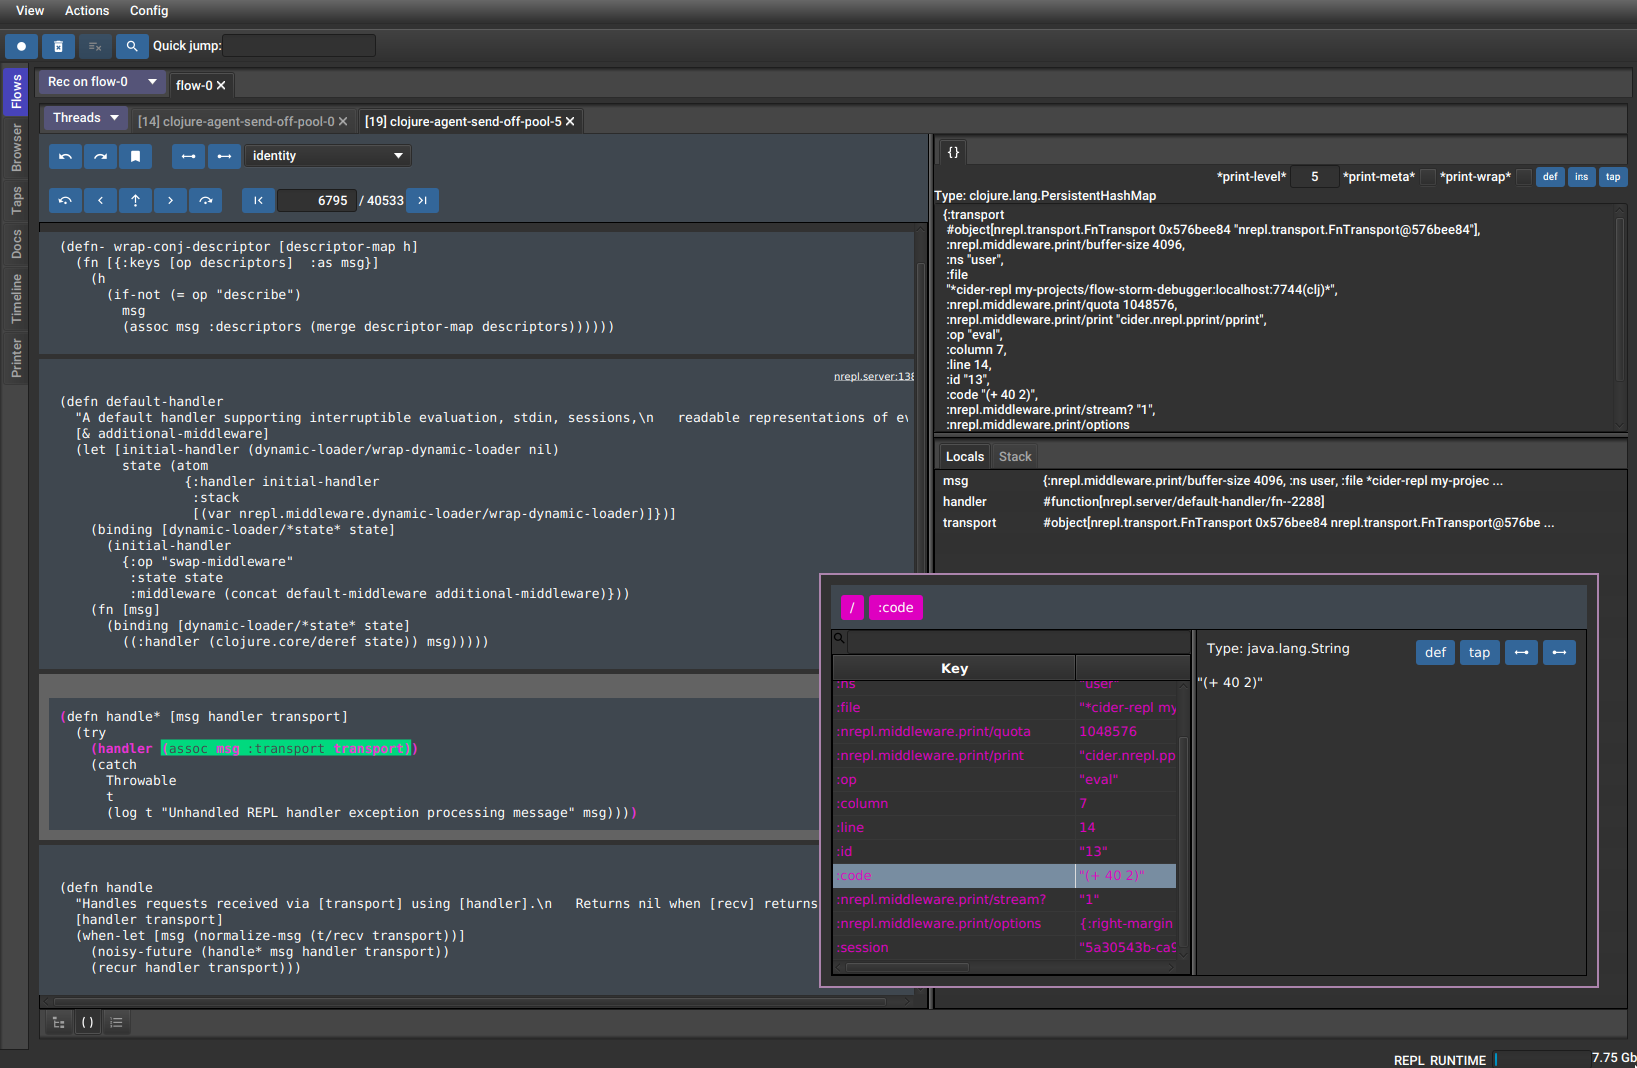 View Actions Config
Quick jump:
Flows
Browser
Taps
Docs
Timeline
Printer
Rec on flow-0
flow-0
Threads
[14] clojure-agent-send-off-pool-0
[19] clojure-agent-send-off-pool-5
identity
6795 / 40533
(defn- wrap-conj-descriptor [descriptor-map h]
(fn [{:keys [op descriptors]  :as msg}]
(h
(if-not (= op "describe")
msg
(assoc msg :descriptors (merge descriptor-map descriptors))))))
nrepl.server:138
(defn default-handler
"A default handler supporting interruptible evaluation, stdin, sessions,\n   readable representations of ev
[& additional-middleware]
(let [initial-handler (dynamic-loader/wrap-dynamic-loader nil)
state (atom
{:handler initial-handler
:stack
[(var nrepl.middleware.dynamic-loader/wrap-dynamic-loader)]})]
(binding [dynamic-loader/*state* state]
(initial-handler
{:op "swap-middleware"
:state state
:middleware (concat default-middleware additional-middleware)}))
(fn [msg]
(binding [dynamic-loader/*state* state]
((:handler (clojure.core/deref state)) msg)))))
(defn handle* [msg handler transport]
(try
(handler (assoc msg :transport transport))
(catch
Throwable
t
(log t "Unhandled REPL handler exception processing message" msg))))
(defn handle
"Handles requests received via [transport] using [handler].\n   Returns nil when [recv] returns
[handler transport]
(when-let [msg (normalize-msg (t/recv transport))]
(noisy-future (handle* msg handler transport))
(recur handler transport)))
()
{}
*print-level* 5 *print-meta* *print-wrap* def ins tap
Type: clojure.lang.PersistentHashMap
{:transport
#object[nrepl.transport.FnTransport 0x576bee84 "nrepl.transport.FnTransport@576bee84"],
:nrepl.middleware.print/buffer-size 4096,
:ns "user",
:file
"*cider-repl my-projects/flow-storm-debugger:localhost:7744(clj)*",
:nrepl.middleware.print/quota 1048576,
:nrepl.middleware.print/print "cider.nrepl.pprint/pprint",
:op "eval",
:column 7,
:line 14,
:id "13",
:code "(+ 40 2)",
:nrepl.middleware.print/stream? "1",
:nrepl.middleware.print/options
Locals Stack
msg {:nrepl.middleware.print/buffer-size 4096, :ns user, :file *cider-repl my-projec ...
handler #function[nrepl.server/default-handler/fn--2288]
transport #object[nrepl.transport.FnTransport 0x576bee84 nrepl.transport.FnTransport@576be ...
/ :code
Key
:ns "user"
:file "*cider-repl my
:nrepl.middleware.print/quota 1048576
:nrepl.middleware.print/print "cider.nrepl.pp
:op "eval"
:column 7
:line 14
:id "13"
:code "(+ 40 2)"
:nrepl.middleware.print/stream? "1"
:nrepl.middleware.print/options {:right-margin
:session "5a30543b-ca9
Type: java.lang.String
def tap
"(+ 40 2)"
REPL RUNTIME 7.75 Gb